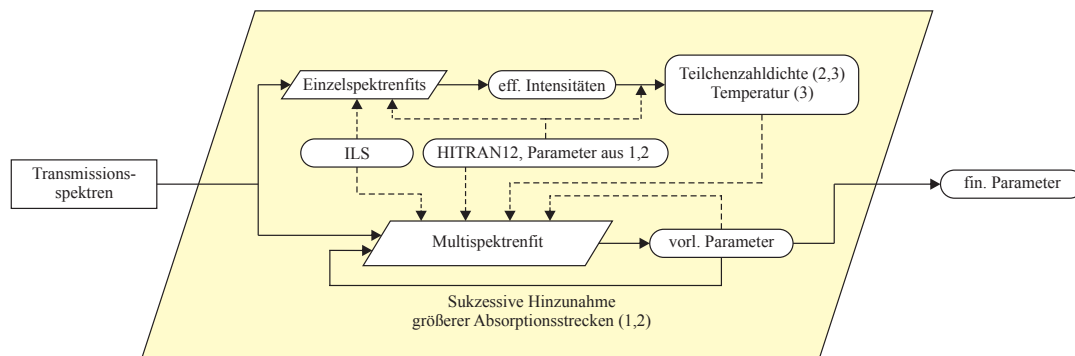 Einzelspektrenfits
eff. Intensitäten
Teilchenzahldichte (2,3)
Temperatur (3)
ILS
HITRAN12, Parameter aus 1,2
Transmissions-
spektren
fin. Parameter
Multispektrenfit
vorl. Parameter
Sukzessive Hinzunahme
größerer Absorptionsstrecken (1,2)